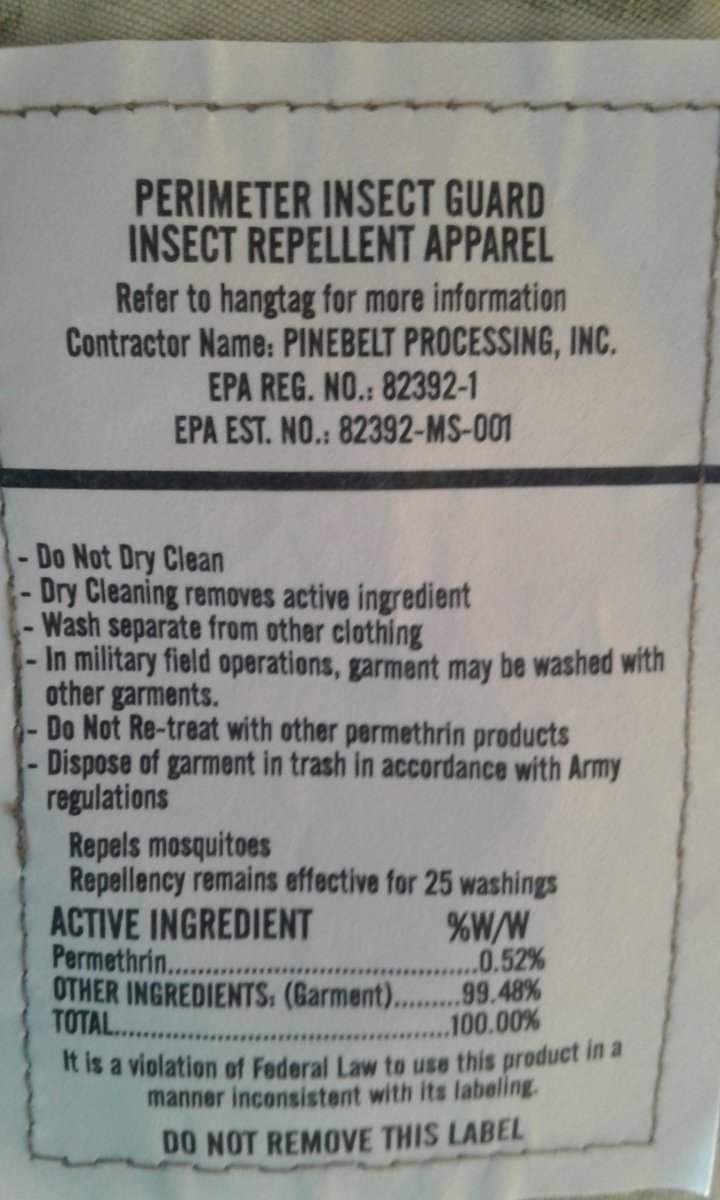 PERIMETER INSECT GUARD
INSECT REPELLENT APPAREL
Refer to hangtag for more information
Contractor Name: PINEBELT PROCESSING, INC.
EPA REG. NO.: 82392-1
EPA EST. NO.: 82392-MS-001
- Do Not Dry Clean
- Dry Cleaning removes active ingredient
- Wash separate from other clothing
- In military field operations, garment may be washed with
other garments.
- Do Not Re-treat with other permethrin products
- Dispose of garment in trash in accordance with Army
regulations
Repels mosquitoes
Repellency remains effective for 25 washings
ACTIVE INGREDIENT %W/W
Permethrin..........................................0.52%
OTHER INGREDIENTS: (Garment).........99.48%
TOTAL.............................................100.00%
It is a violation of Federal Law to use this product in a
manner inconsistent with its labeling.
DO NOT REMOVE THIS LABEL